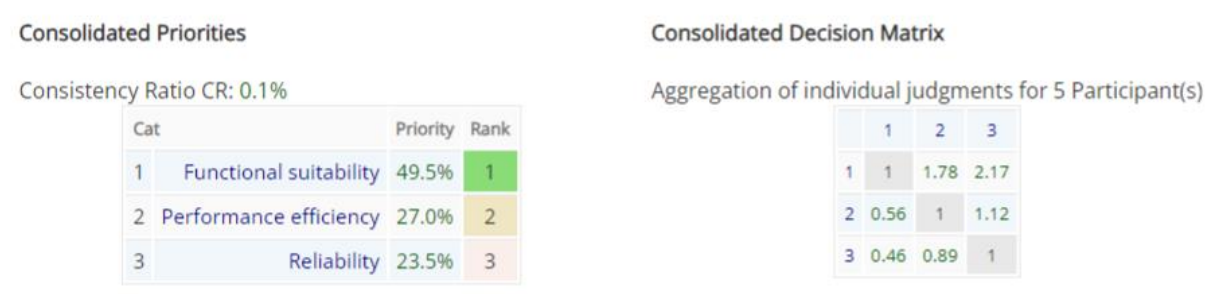 Consolidated Priorities
Consistency Ratio CR: 0.1%
Cat Priority Rank
1 Functional suitability 49.5% 1
2 Performance efficiency 27.0% 2
3 Reliability 23.5% 3
Consolidated Decision Matrix
Aggregation of individual judgments for 5 Participant(s)
1 2 3
1 1 1.78 2.17
2 0.56 1 1.12
3 0.46 0.89 1